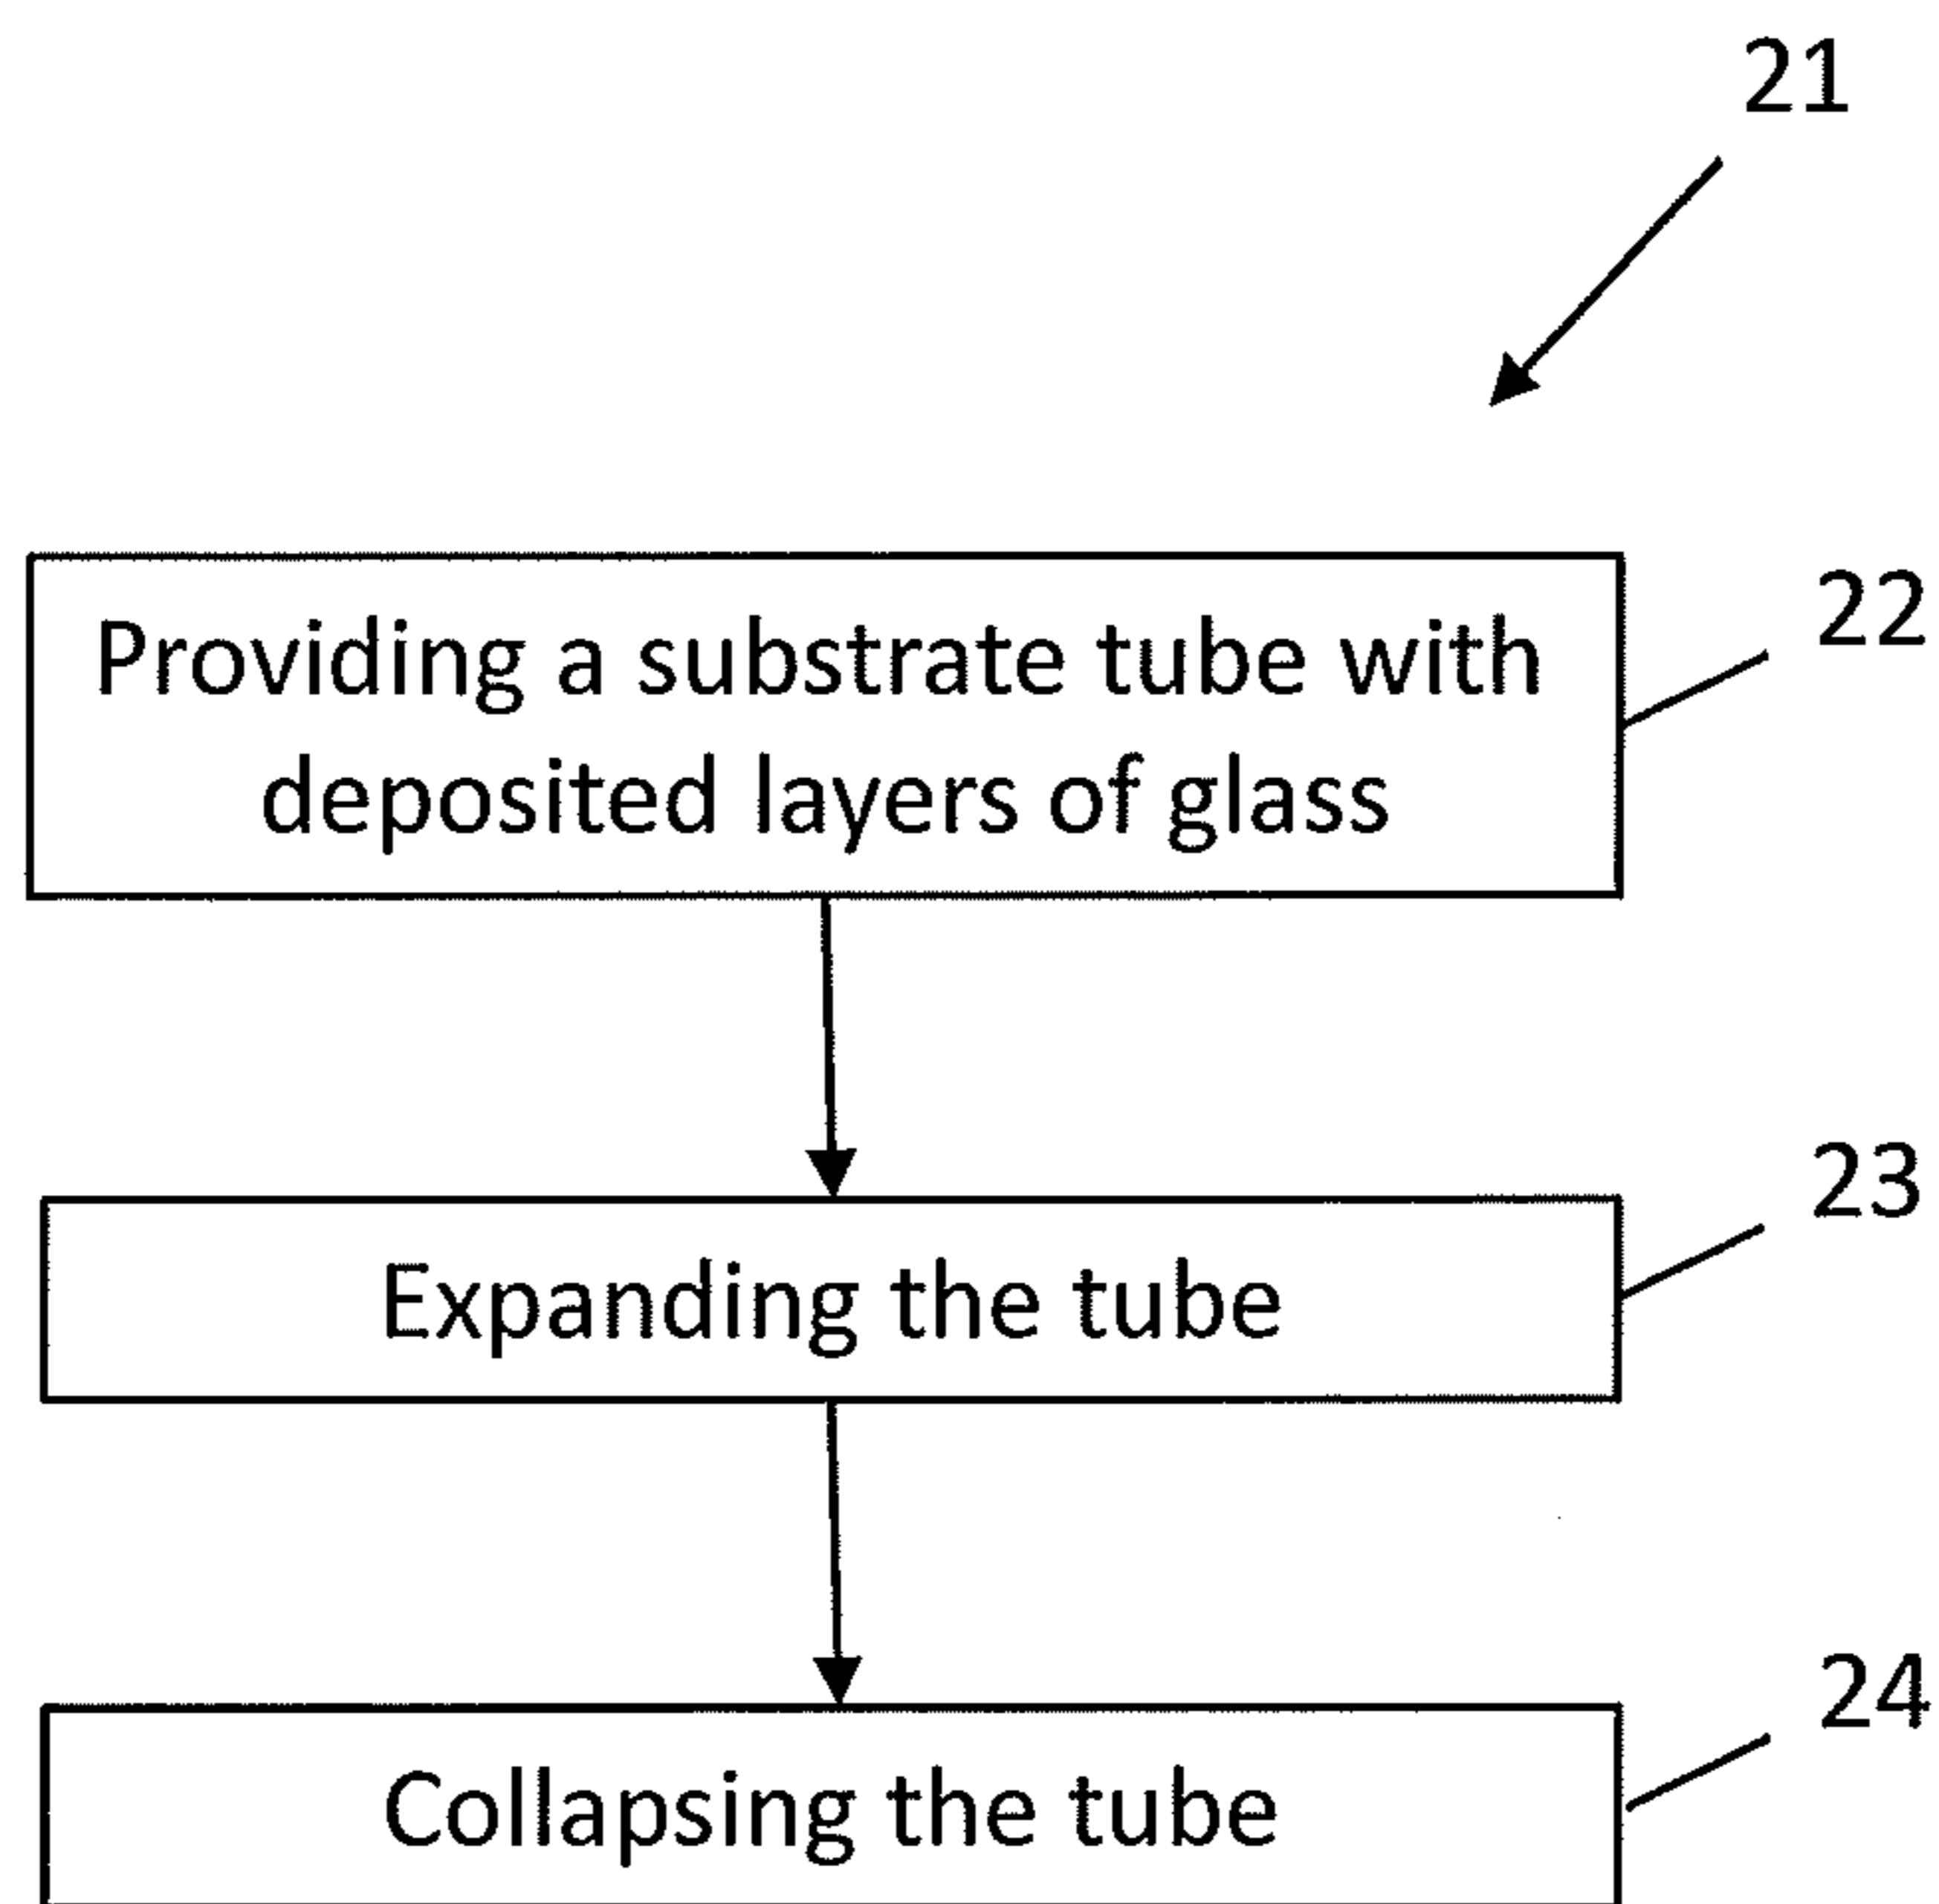 21
Providing a substrate tube with
deposited layers of glass
22
Expanding the tube
23
Collapsing the tube
24